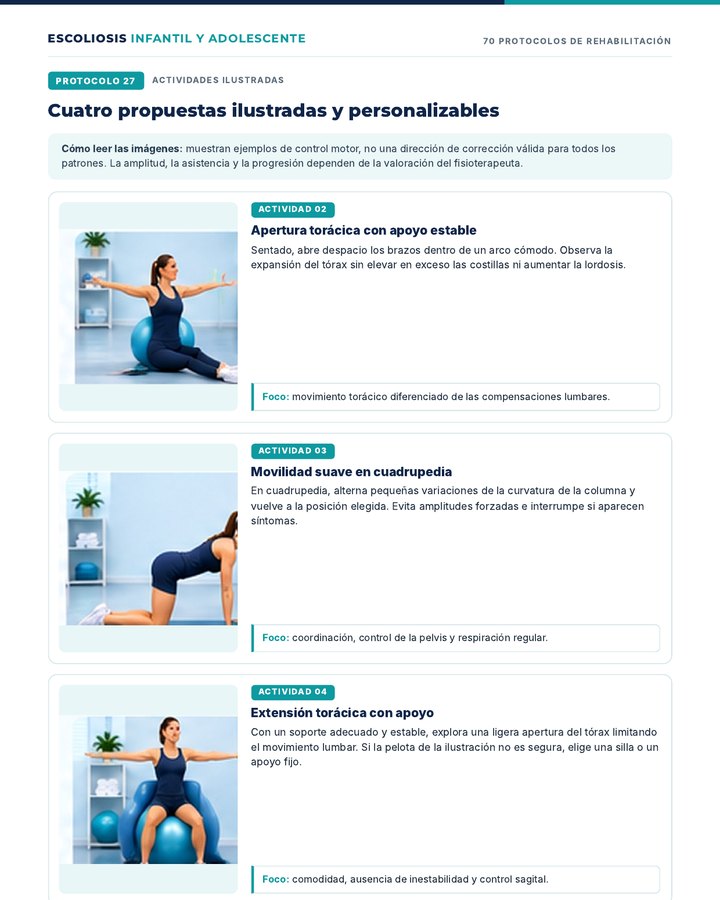 ESCOLIOSIS INFANTIL Y ADOLESCENTE
70 PROTOCOLOS DE REHABILITACIÓN
PROTOCOLO 27 ACTIVIDADES ILUSTRADAS
Cuatro propuestas ilustradas y personalizables
Cómo leer las imágenes: muestran ejemplos de control motor, no una dirección de corrección válida para todos los
patrones. La amplitud, la asistencia y la progresión dependen de la valoración del fisioterapeuta.
ACTIVIDAD 02
Apertura torácica con apoyo estable
Sentado, abre despacio los brazos dentro de un arco cómodo. Observa la
expansión del tórax sin elevar en exceso las costillas ni aumentar la lordosis.
Foco: movimiento torácico diferenciado de las compensaciones lumbares.
ACTIVIDAD 03
Movilidad suave en cuadrupedia
En cuadrupedia, alterna pequeñas variaciones de la curvatura de la columna y
vuelve a la posición elegida. Evita amplitudes forzadas e interrumpe si aparecen
síntomas.
Foco: coordinación, control de la pelvis y respiración regular.
ACTIVIDAD 04
Extensión torácica con apoyo
Con un soporte adecuado y estable, explora una ligera apertura del tórax limitando
el movimiento lumbar. Si la pelota de la ilustración no es segura, elige una silla o un
apoyo fijo.
Foco: comodidad, ausencia de inestabilidad y control sagital.